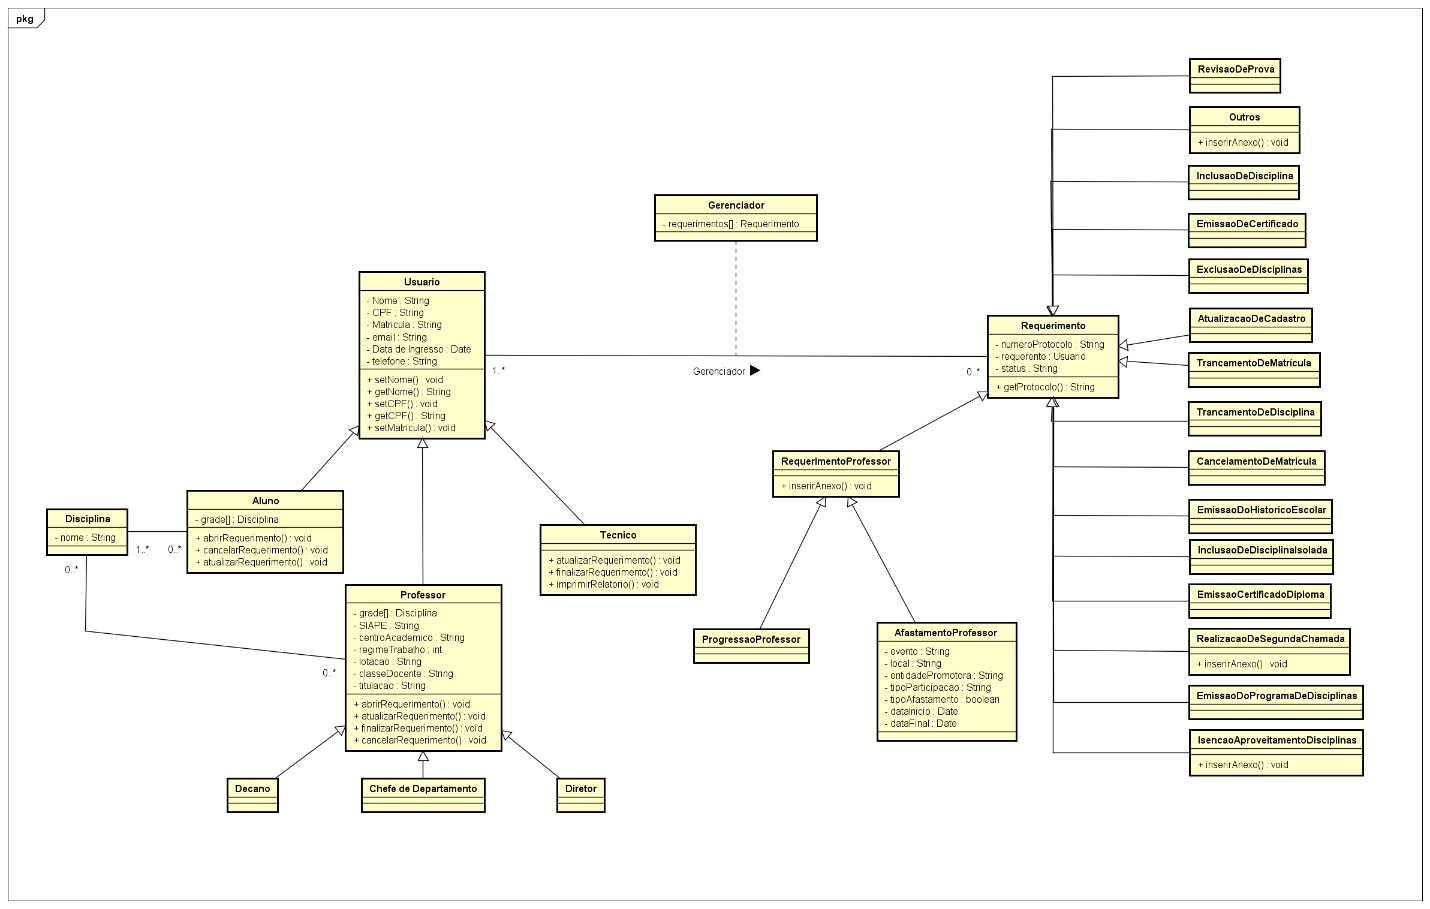 pkg
RevisaoDeProva
Outros
+ inserirAnexo() : void
InclusaoDeDisciplina
EmissaoDeCertificado
ExclusaoDeDisciplinas
AtualizacaoDeCadastro
TrancamentoDeMatrícula
TrancamentoDeDisciplina
CancelamentoDeMatricula
EmissaoDoHistoricoEscolar
InclusaoDeDisciplinaIsolada
EmissaoCertificadoDiploma
RealizacaoDeSegundaChamada
+ inserirAnexo() : void
EmissaoDoProgramaDeDisciplinas
IsencaoAproveitamentoDisciplinas
+ inserirAnexo() : void
Gerenciador
- requerimentos[] : Requerimento
Usuario
- Nome : String
- CPF : String
- Matricula : String
- email : String
- Data de Ingresso : Date
- telefone : String
+ setNome() : void
+ getNome() : String
+ setCPF() : void
+ getCPF() : String
+ setMatricula() : void
1..*
Gerenciador
0..*
Requerimento
- numeroProtocolo : String
- requerente : Usuario
- status : String
+ getProtocolo() : String
RequerimentoProfessor
+ inserirAnexo() : void
ProgressaoProfessor
AfastamentoProfessor
- evento : String
- local : String
- entidadePromotora : String
- tipoParticipacao : String
- tipoAfastamento : boolean
- dataInicio : Date
- dataFinal : Date
Disciplina
- nome : String
1..*
0..*
0..*
0..*
Aluno
- grade[] : Disciplina
+ abrirRequerimento() : void
+ cancelarRequerimento() : void
+ atualizarRequerimento() : void
Tecnico
+ atualizarRequerimento() : void
+ finalizarRequerimento() : void
+ imprimirRelatorio() : void
Professor
- grade[] : Disciplina
- SIAPE : String
- centroAcademico : String
- regimeTrabalho : int
- lotacao : String
- classeDocente : String
- titulacao : String
+ abrirRequerimento() : void
+ atualizarRequerimento() : void
+ finalizarRequerimento() : void
+ cancelarRequerimento() : void
Decano
Chefe de Departamento
Diretor